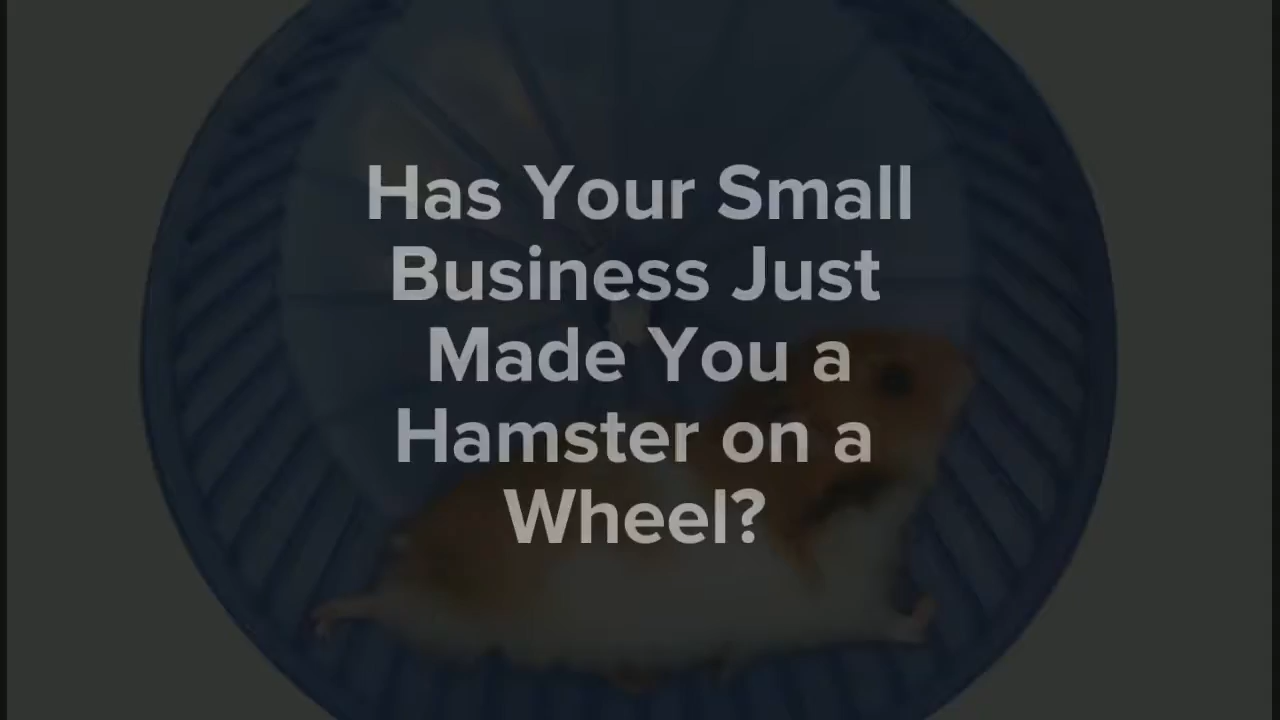 Has Your Small
Business Just
Made You a
Hamster on a
Wheel?